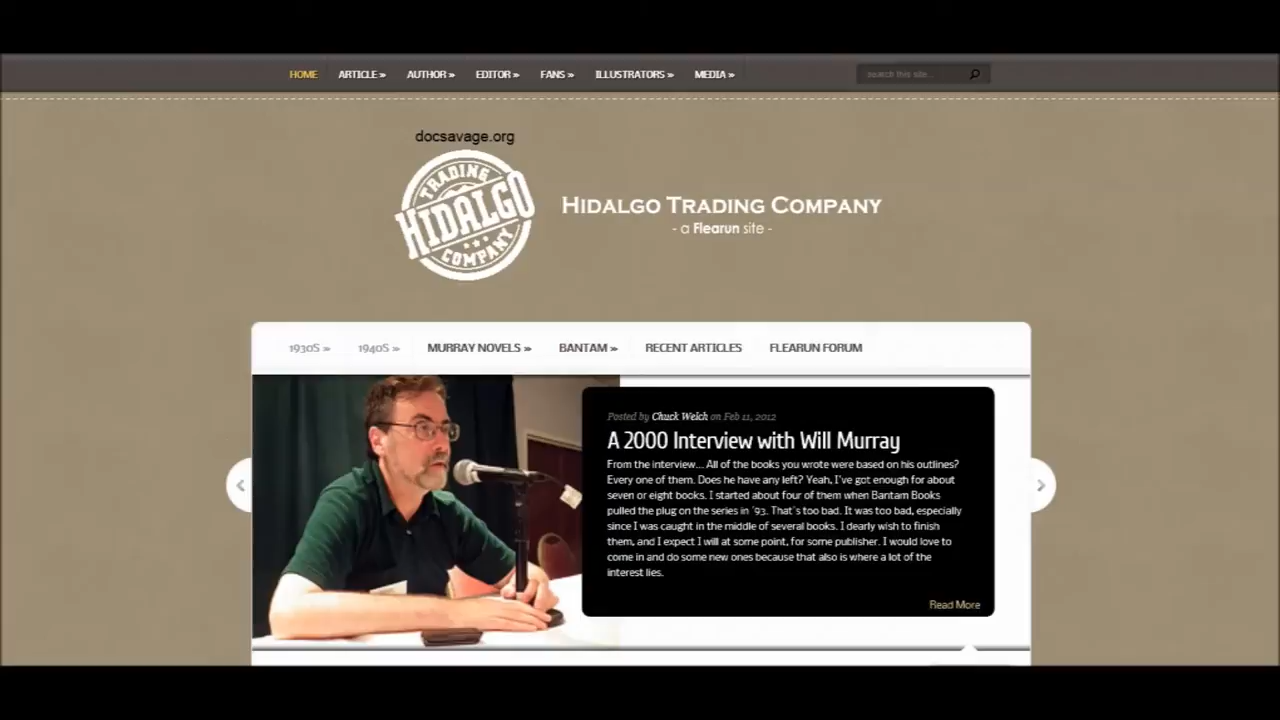 HOME ARTICLE » AUTHOR » EDITOR » FANS » ILLUSTRATORS » MEDIA » search this site...
docsavage.org
TRADING
HIDALGO
COMPANY
HIDALGO TRADING COMPANY
- a Flearun site -
1930S » 1940S » MURRAY NOVELS » BANTAM » RECENT ARTICLES FLEARUN FORUM
Posted by Chuck Welch on Feb 11, 2012
A 2000 Interview with Will Murray
From the interview.... All of the books you wrote were based on his outlines?
Every one of them. Does he have any left? Yeah, I've got enough for about
seven or eight books. I started about four of them when Bantam Books
pulled the plug on the series in '93. That's too bad. It was too bad, especially
since I was caught in the middle of several books. I dearly wish to finish
them, and I expect I will at some point, for some publisher. I would love to
come in and do some new ones because that also is where a lot of the
interest lies.
Read More